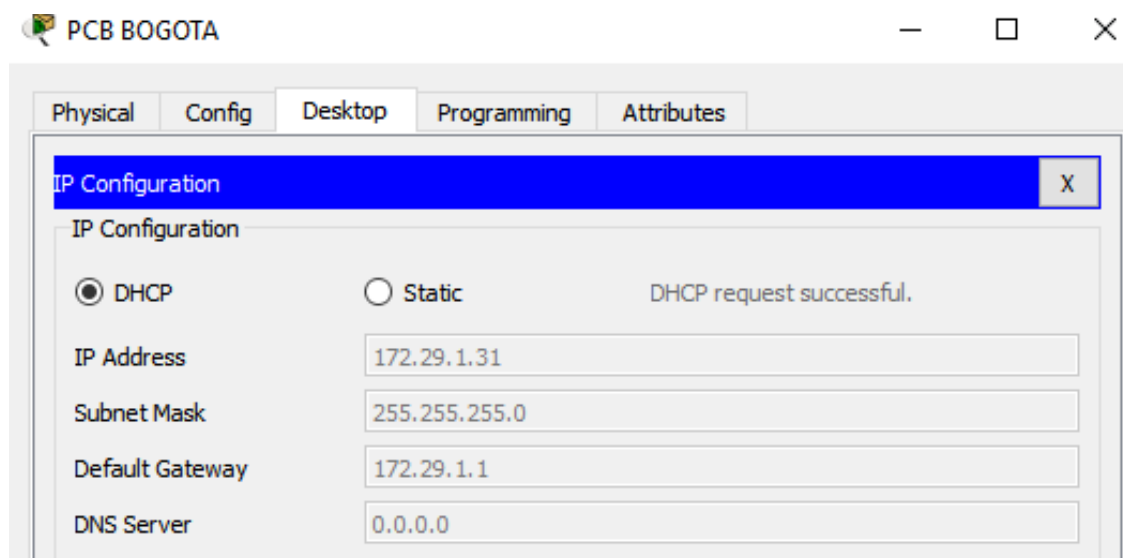 PCB BOGOTA
Physical Config Desktop Programming Attributes
IP Configuration X
IP Configuration
DHCP Static DHCP request successful.
IP Address 172.29.1.31
Subnet Mask 255.255.255.0
Default Gateway 172.29.1.1
DNS Server 0.0.0.0